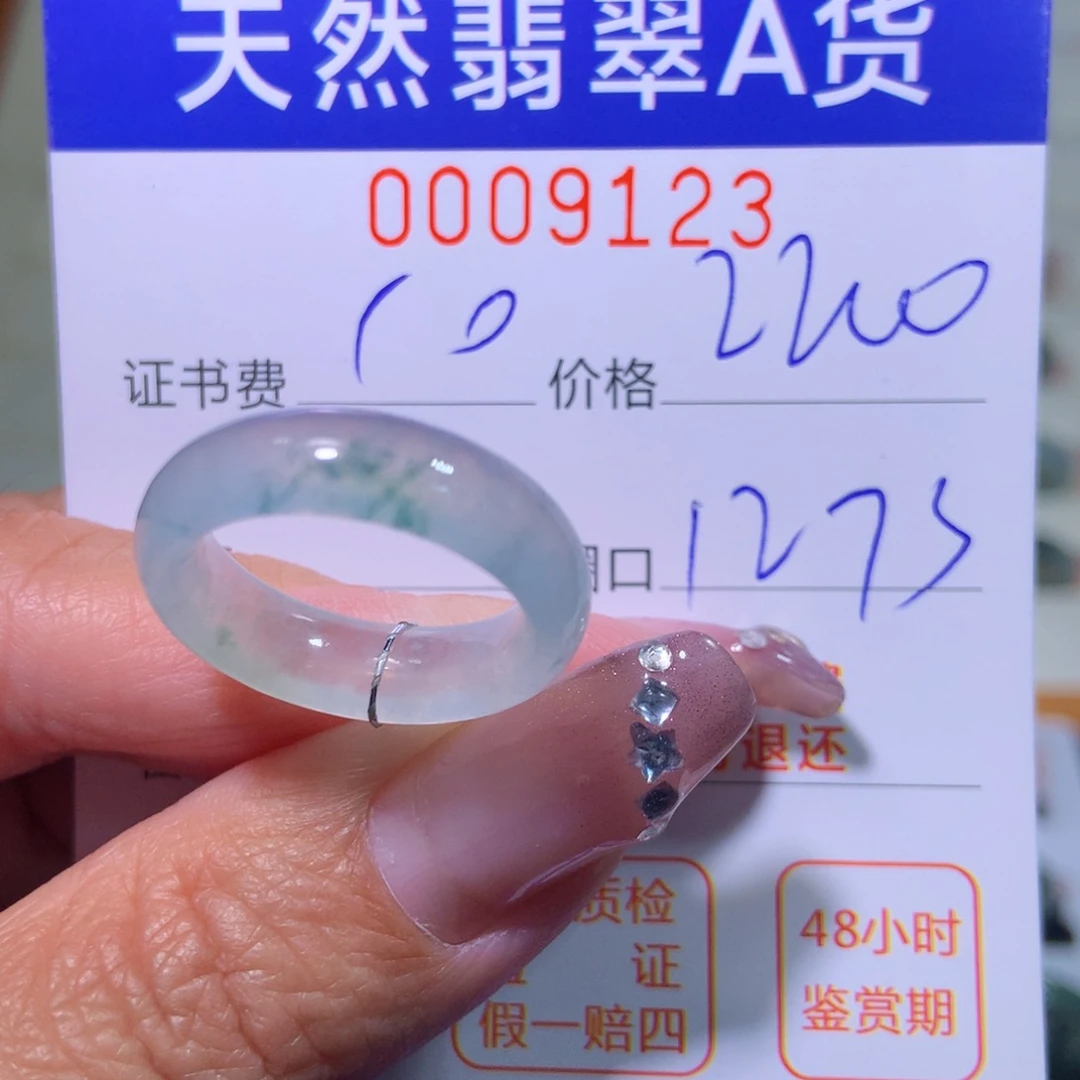 天然翡翠A货
0009123
证书费 10 价格 2200
口 1275
退还
质检
证
假一赔四
48小时
鉴赏期